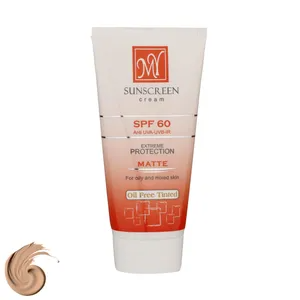 MY
SUNSCREEN
cream
SPF 60
Anti UVA-UVB-IR
EXTREME
PROTECTION
MATTE
For oily and mixed skin
Oil Free Tinted